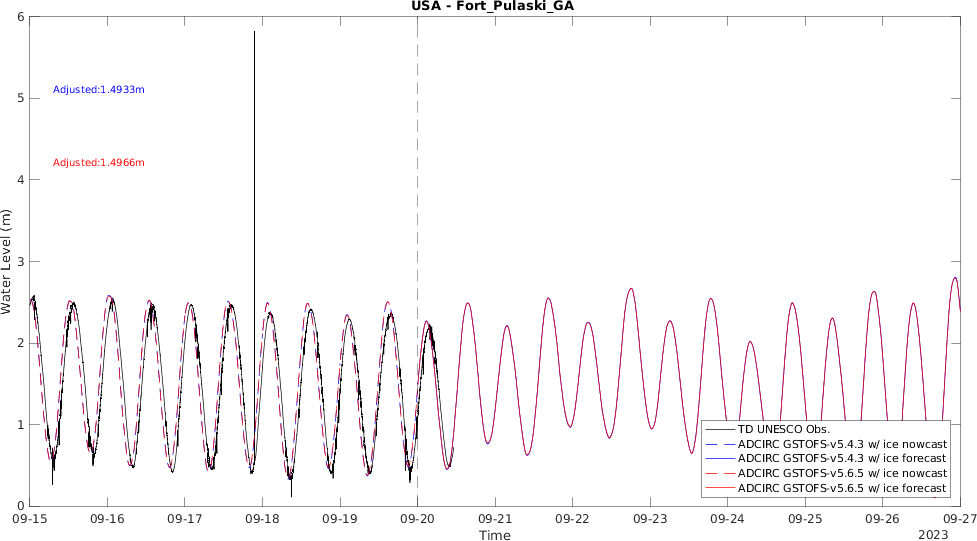 USA - Fort_Pulaski_GA
6
5
4
3
2
1
0
Water Level (m)
Adjusted:1.4933m
Adjusted:1.4966m
TD UNESCO Obs.
ADCIRC GSTOFS-v5.4.3 w/ ice nowcast
ADCIRC GSTOFS-v5.4.3 w/ ice forecast
ADCIRC GSTOFS-v5.6.5 w/ ice nowcast
ADCIRC GSTOFS-v5.6.5 w/ ice forecast
09-15 09-16 09-17 09-18 09-19 09-20 09-21 09-22 09-23 09-24 09-25 09-26 09-27
Time
2023